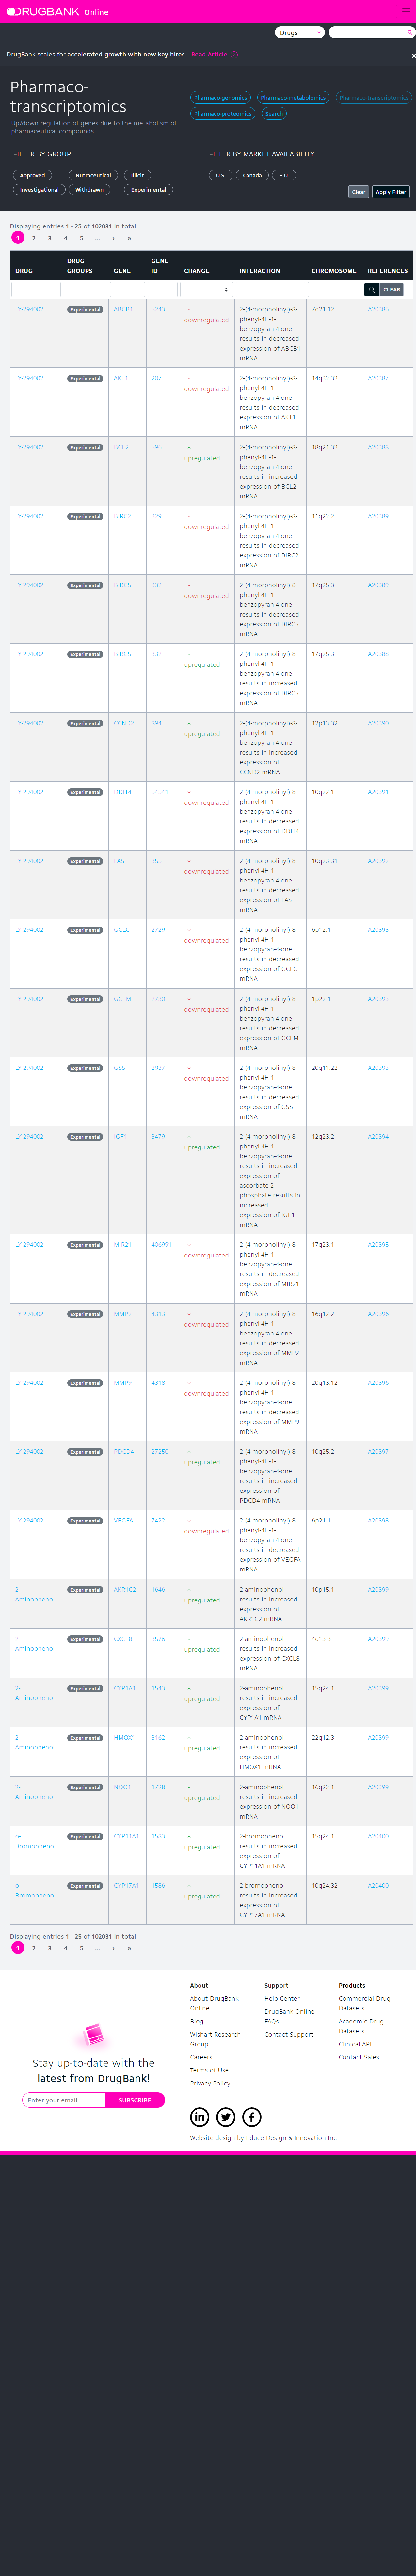 DRUGBANK Online
Drugs
DrugBank scales for accelerated growth with new key hires Read Article
Pharmaco-
transcriptomics
Up/down regulation of genes due to the metabolism of
pharmaceutical compounds
Pharmaco-genomics Pharmaco-metabolomics Pharmaco-transcriptomics
Pharmaco-proteomics Search
FILTER BY GROUP
Approved Nutraceutical Illicit
Investigational Withdrawn Experimental
FILTER BY MARKET AVAILABILITY
U.S. Canada E.U.
Clear Apply Filter
Displaying entries 1 - 25 of 102031 in total
1 2 3 4 5 … › »
DRUG DRUG GROUPS GENE GENE ID CHANGE INTERACTION CHROMOSOME REFERENCES
CLEAR
LY-294002 Experimental ABCB1 5243 downregulated 2-(4-morpholinyl)-8-phenyl-4H-1-benzopyran-4-one results in decreased expression of ABCB1 mRNA 7q21.12 A20386
LY-294002 Experimental AKT1 207 downregulated 2-(4-morpholinyl)-8-phenyl-4H-1-benzopyran-4-one results in decreased expression of AKT1 mRNA 14q32.33 A20387
LY-294002 Experimental BCL2 596 upregulated 2-(4-morpholinyl)-8-phenyl-4H-1-benzopyran-4-one results in increased expression of BCL2 mRNA 18q21.33 A20388
LY-294002 Experimental BIRC2 329 downregulated 2-(4-morpholinyl)-8-phenyl-4H-1-benzopyran-4-one results in decreased expression of BIRC2 mRNA 11q22.2 A20389
LY-294002 Experimental BIRC5 332 downregulated 2-(4-morpholinyl)-8-phenyl-4H-1-benzopyran-4-one results in decreased expression of BIRC5 mRNA 17q25.3 A20389
LY-294002 Experimental BIRC5 332 upregulated 2-(4-morpholinyl)-8-phenyl-4H-1-benzopyran-4-one results in increased expression of BIRC5 mRNA 17q25.3 A20388
LY-294002 Experimental CCND2 894 upregulated 2-(4-morpholinyl)-8-phenyl-4H-1-benzopyran-4-one results in increased expression of CCND2 mRNA 12p13.32 A20390
LY-294002 Experimental DDIT4 54541 downregulated 2-(4-morpholinyl)-8-phenyl-4H-1-benzopyran-4-one results in decreased expression of DDIT4 mRNA 10q22.1 A20391
LY-294002 Experimental FAS 355 downregulated 2-(4-morpholinyl)-8-phenyl-4H-1-benzopyran-4-one results in decreased expression of FAS mRNA 10q23.31 A20392
LY-294002 Experimental GCLC 2729 downregulated 2-(4-morpholinyl)-8-phenyl-4H-1-benzopyran-4-one results in decreased expression of GCLC mRNA 6p12.1 A20393
LY-294002 Experimental GCLM 2730 downregulated 2-(4-morpholinyl)-8-phenyl-4H-1-benzopyran-4-one results in decreased expression of GCLM mRNA 1p22.1 A20393
LY-294002 Experimental GSS 2937 downregulated 2-(4-morpholinyl)-8-phenyl-4H-1-benzopyran-4-one results in decreased expression of GSS mRNA 20q11.22 A20393
LY-294002 Experimental IGF1 3479 upregulated 2-(4-morpholinyl)-8-phenyl-4H-1-benzopyran-4-one results in increased expression of ascorbate-2-phosphate results in increased expression of IGF1 mRNA 12q23.2 A20394
LY-294002 Experimental MIR21 406991 downregulated 2-(4-morpholinyl)-8-phenyl-4H-1-benzopyran-4-one results in decreased expression of MIR21 mRNA 17q23.1 A20395
LY-294002 Experimental MMP2 4313 downregulated 2-(4-morpholinyl)-8-phenyl-4H-1-benzopyran-4-one results in decreased expression of MMP2 mRNA 16q12.2 A20396
LY-294002 Experimental MMP9 4318 downregulated 2-(4-morpholinyl)-8-phenyl-4H-1-benzopyran-4-one results in decreased expression of MMP9 mRNA 20q13.12 A20396
LY-294002 Experimental PDCD4 27250 upregulated 2-(4-morpholinyl)-8-phenyl-4H-1-benzopyran-4-one results in increased expression of PDCD4 mRNA 10q25.2 A20397
LY-294002 Experimental VEGFA 7422 downregulated 2-(4-morpholinyl)-8-phenyl-4H-1-benzopyran-4-one results in decreased expression of VEGFA mRNA 6p21.1 A20398
2-Aminophenol Experimental AKR1C2 1646 upregulated 2-aminophenol results in increased expression of AKR1C2 mRNA 10p15.1 A20399
2-Aminophenol Experimental CXCL8 3576 upregulated 2-aminophenol results in increased expression of CXCL8 mRNA 4q13.3 A20399
2-Aminophenol Experimental CYP1A1 1543 upregulated 2-aminophenol results in increased expression of CYP1A1 mRNA 15q24.1 A20399
2-Aminophenol Experimental HMOX1 3162 upregulated 2-aminophenol results in increased expression of HMOX1 mRNA 22q12.3 A20399
2-Aminophenol Experimental NQO1 1728 upregulated 2-aminophenol results in increased expression of NQO1 mRNA 16q22.1 A20399
o-Bromophenol Experimental CYP11A1 1583 upregulated 2-bromophenol results in increased expression of CYP11A1 mRNA 15q24.1 A20400
o-Bromophenol Experimental CYP17A1 1586 upregulated 2-bromophenol results in increased expression of CYP17A1 mRNA 10q24.32 A20400
Displaying entries 1 - 25 of 102031 in total
1 2 3 4 5 … › »
Stay up-to-date with the
latest from DrugBank!
Enter your email SUBSCRIBE
About
About DrugBank Online
Blog
Wishart Research Group
Careers
Terms of Use
Privacy Policy
Support
Help Center
DrugBank Online FAQs
Contact Support
Products
Commercial Drug Datasets
Academic Drug Datasets
Clinical API
Contact Sales
Website design by Educe Design & Innovation Inc.